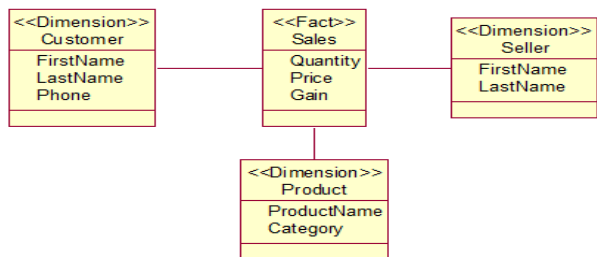 <<Dimension>>
Customer
FirstName
LastName
Phone
<<Fact>>
Sales
Quantity
Price
Gain
<<Dimension>>
Seller
FirstName
LastName
<<Dimension>>
Product
ProductName
Category